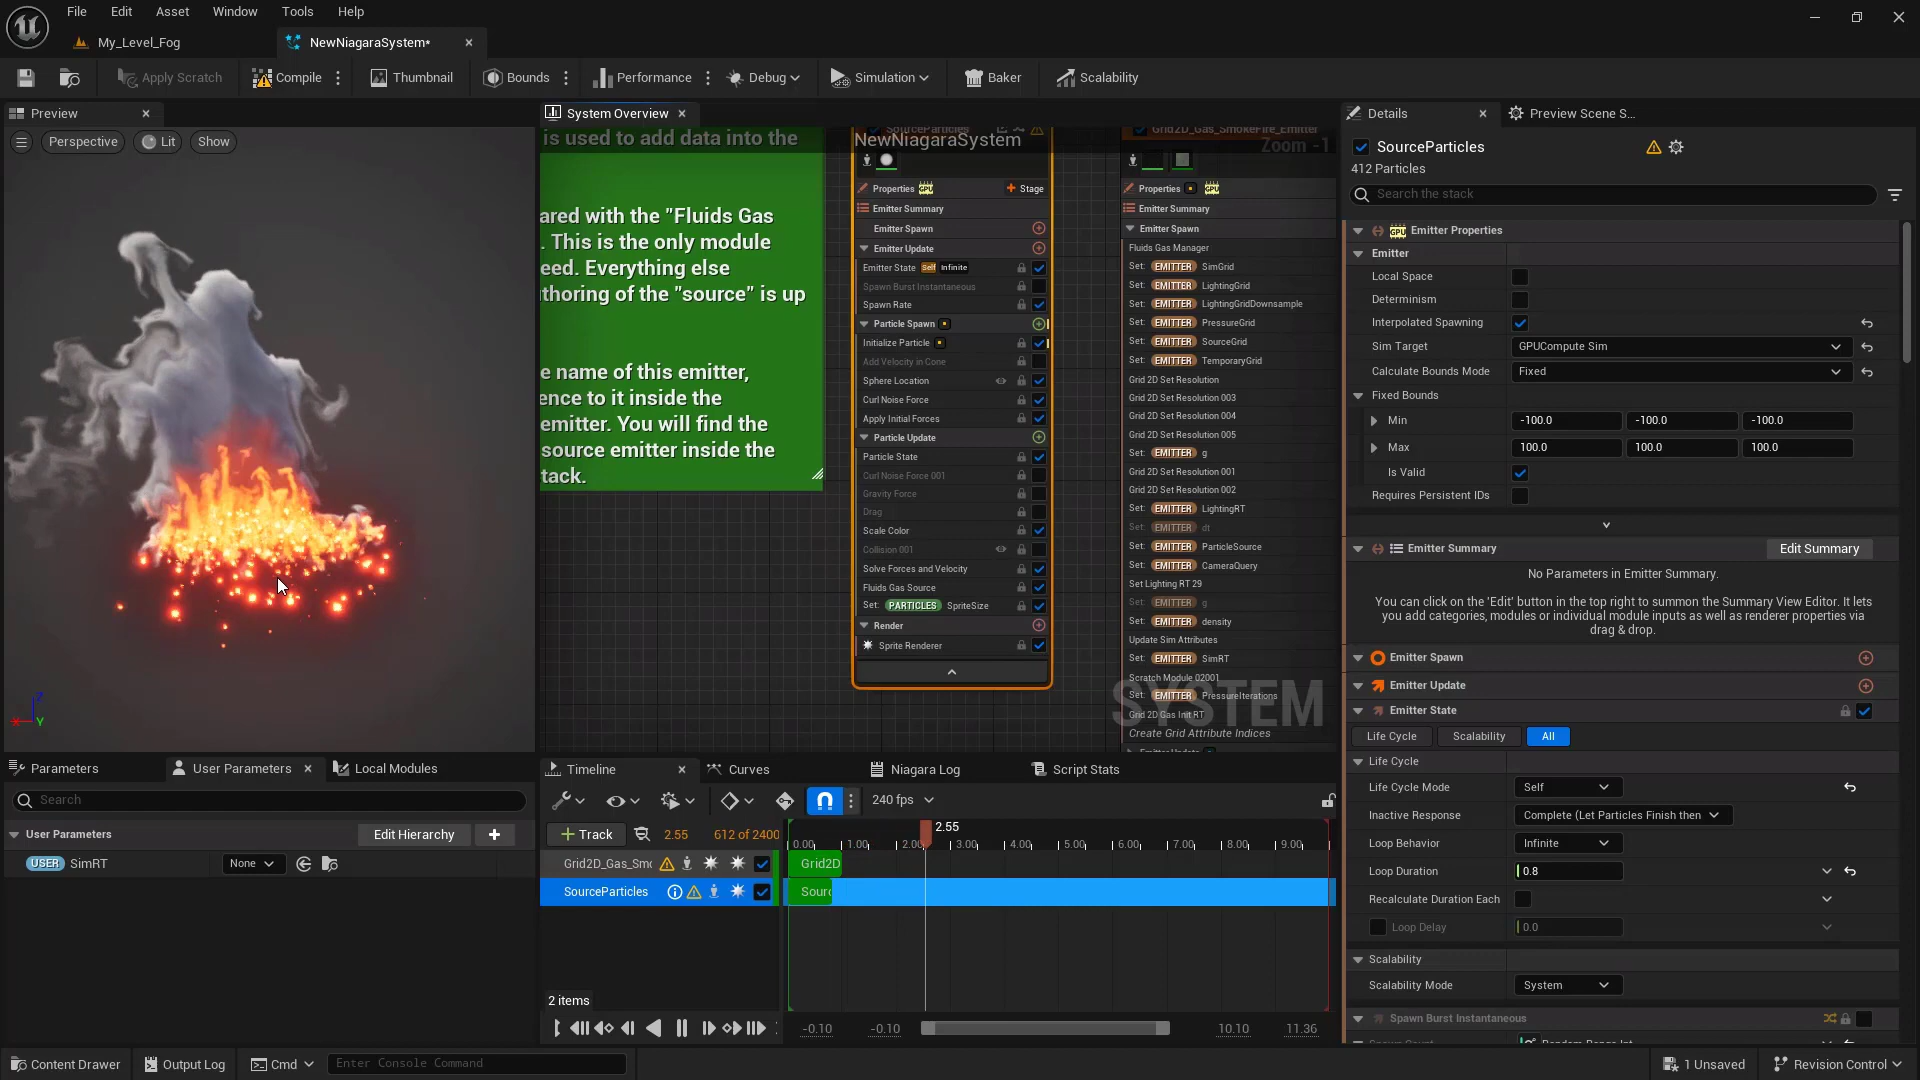 File Edit Asset Window Tools Help
My_Level_Fog
NewNiagaraSystem*
Apply Scratch
Compile
Thumbnail
Bounds
Performance
Debug
Simulation
Baker
Scalability
Preview
Perspective
Lit
Show
System Overview
NewNiagaraSystem
Zoom -1
is used to add data into the
ared with the "Fluids Gas
. This is the only module
eed. Everything else
thoring of the "source" is up
e name of this emitter,
ence to it inside the
emitter. You will find the
source emitter inside the
tack.
SourceParticles
Properties GPU
Stage
Emitter Summary
Emitter Spawn
Emitter Update
Emitter State Self Infinite
Spawn Burst Instantaneous
Spawn Rate
Particle Spawn
Initialize Particle
Add Velocity in Cone
Sphere Location
Curl Noise Force
Apply Initial Forces
Particle Update
Particle State
Curl Noise Force 001
Gravity Force
Drag
Scale Color
Collision 001
Solve Forces and Velocity
Fluids Gas Source
Set: PARTICLES SpriteSize
Render
Sprite Renderer
Grid2D_Gas_SmokeFire_Emitter
Properties GPU
Emitter Summary
Emitter Spawn
Fluids Gas Manager
Set: EMITTER SimGrid
Set: EMITTER LightingGrid
Set: EMITTER LightingGridDownsample
Set: EMITTER PressureGrid
Set: EMITTER SourceGrid
Set: EMITTER TemporaryGrid
Grid 2D Set Resolution
Grid 2D Set Resolution 003
Grid 2D Set Resolution 004
Grid 2D Set Resolution 005
Set: EMITTER g
Grid 2D Set Resolution 001
Grid 2D Set Resolution 002
Set: EMITTER LightingRT
Set: EMITTER dt
Set: EMITTER ParticleSource
Set: EMITTER CameraQuery
Set Lighting RT 29
Set: EMITTER g
Set: EMITTER density
Update Sim Attributes
Set: EMITTER SimRT
Scratch Module 02001
Set: EMITTER PressureIterations
Grid 2D Gas Init RT
Create Grid Attribute Indices
Emitter Update
SYSTEM
Details
Preview Scene S...
SourceParticles
412 Particles
Search the stack
GPU Emitter Properties
Emitter
Local Space
Determinism
Interpolated Spawning
Sim Target GPUCompute Sim
Calculate Bounds Mode Fixed
Fixed Bounds
Min -100.0 -100.0 -100.0
Max 100.0 100.0 100.0
Is Valid
Requires Persistent IDs
Emitter Summary
Edit Summary
No Parameters in Emitter Summary.
You can click on the 'Edit' button in the top right to summon the Summary View Editor. It lets
you add categories, modules or individual module inputs as well as renderer properties via
drag & drop.
Emitter Spawn
Emitter Update
Emitter State
Life Cycle Scalability All
Life Cycle
Life Cycle Mode Self
Inactive Response Complete (Let Particles Finish then
Loop Behavior Infinite
Loop Duration 0.8
Recalculate Duration Each
Loop Delay 0.0
Scalability
Scalability Mode System
Spawn Burst Instantaneous
X Y Z
Parameters
User Parameters
Local Modules
Search
User Parameters
Edit Hierarchy
USER SimRT None
Timeline
Curves
Niagara Log
Script Stats
240 fps
Track
2.55
612 of 2400
2.55
0.00 1.00 2.00 3.00 4.00 5.00 6.00 7.00 8.00 9.00
Grid2D_Gas_Smo
Grid2D
SourceParticles
Sourc
2 items
-0.10 -0.10 10.10 11.36
Content Drawer
Output Log
Cmd
Enter Console Command
1 Unsaved
Revision Control